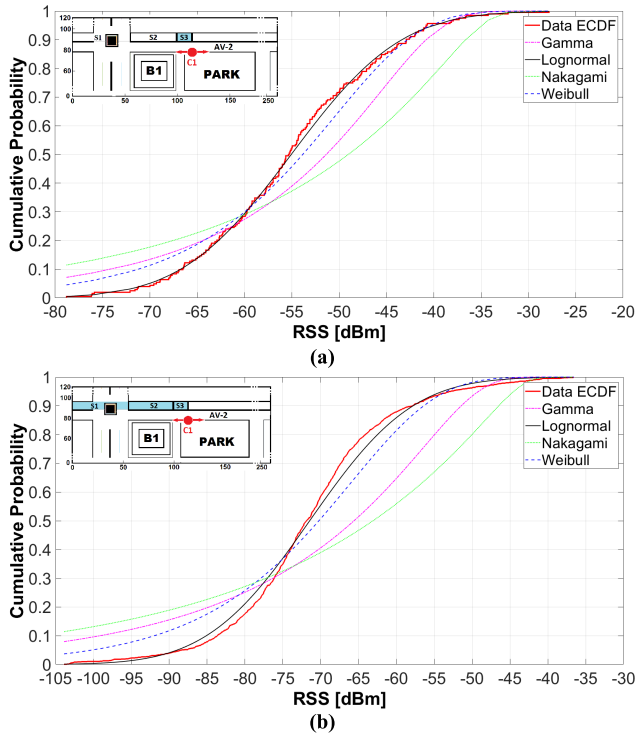 Cumulative Probability
1
0.9
0.8
0.7
0.6
0.5
0.4
0.3
0.2
0.1
0
120
100
80
60
0
S1
S2
S3
AV-2
C1
B1
PARK
0
50
100
150
250
Data ECDF
Gamma
Lognormal
Nakagami
Weibull
-80
-75
-70
-65
-60
-55
-50
-45
-40
-35
-30
-25
-20
RSS [dBm]
(a)
Cumulative Probability
1
0.9
0.8
0.7
0.6
0.5
0.4
0.3
0.2
0.1
0
120
100
80
60
0
S1
S2
S3
AV-2
C1
B1
PARK
0
50
100
150
200
250
Data ECDF
Gamma
Lognormal
Nakagami
Weibull
-105
-100
-95
-90
-85
-80
-75
-70
-65
-60
-55
-50
-45
-40
-35
-30
RSS [dBm]
(b)